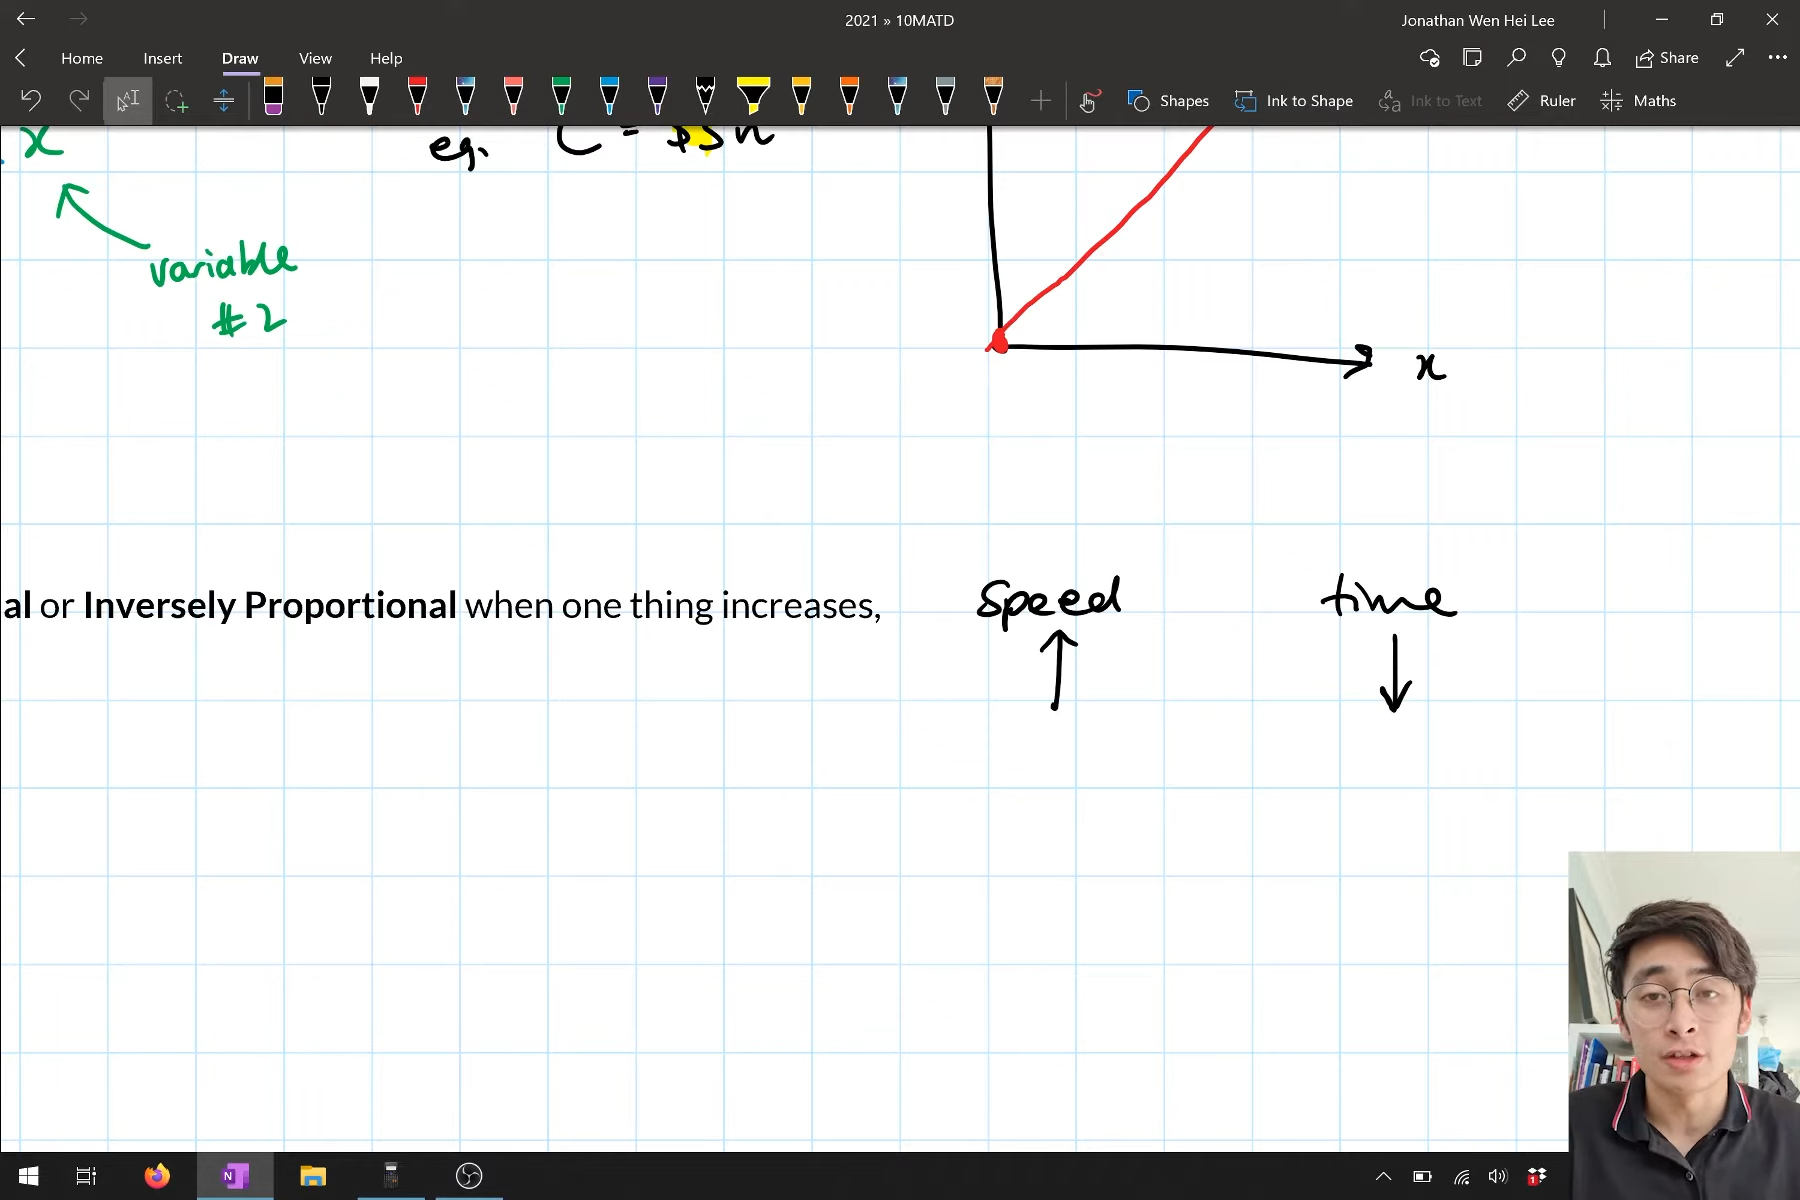 2021 » 10MATD
Jonathan Wen Hei Lee
Home Insert Draw View Help
Share
Shapes Ink to Shape Ink to Text Ruler Maths
x
eg. C = $5n
variable
#2
x
al or Inversely Proportional when one thing increases,
speed time